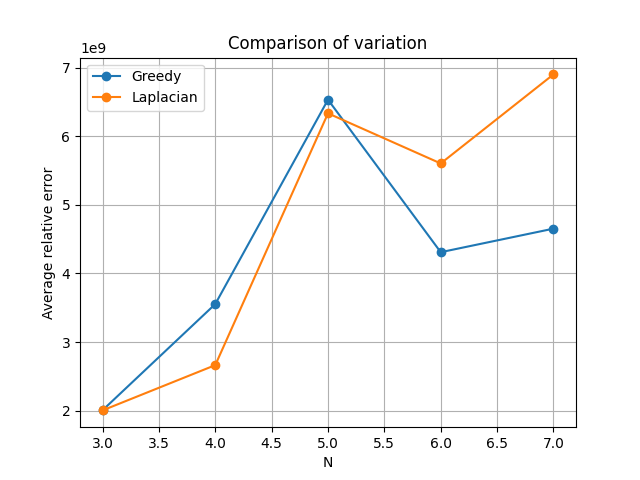 Comparison of variation
1e9
Greedy
Laplacian
7
6
5
4
3
2
Average relative error
3.0 3.5 4.0 4.5 5.0 5.5 6.0 6.5 7.0
N